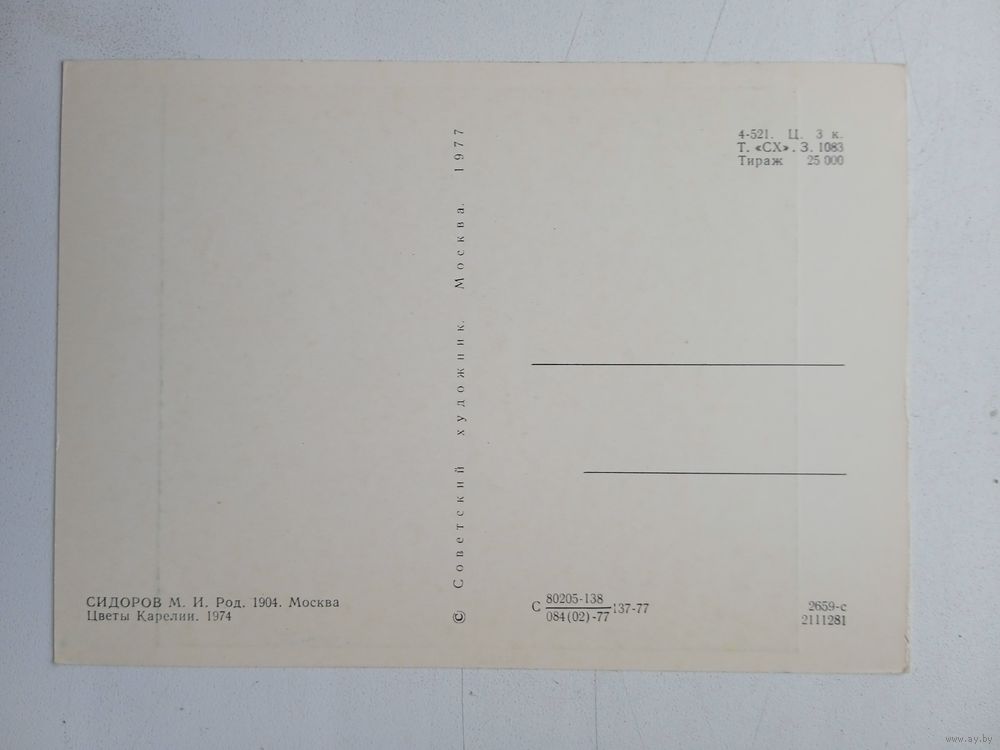 4-521. Ц. 3 к.
Т. «СХ». З. 1083
Тираж 25 000
© Советский художник. Москва. 1977
СИДОРОВ М. И. Род. 1904. Москва
Цветы Карелии. 1974
С 80205-138
084(02)-77 137-77
2659-с
2111281
www.ay.by